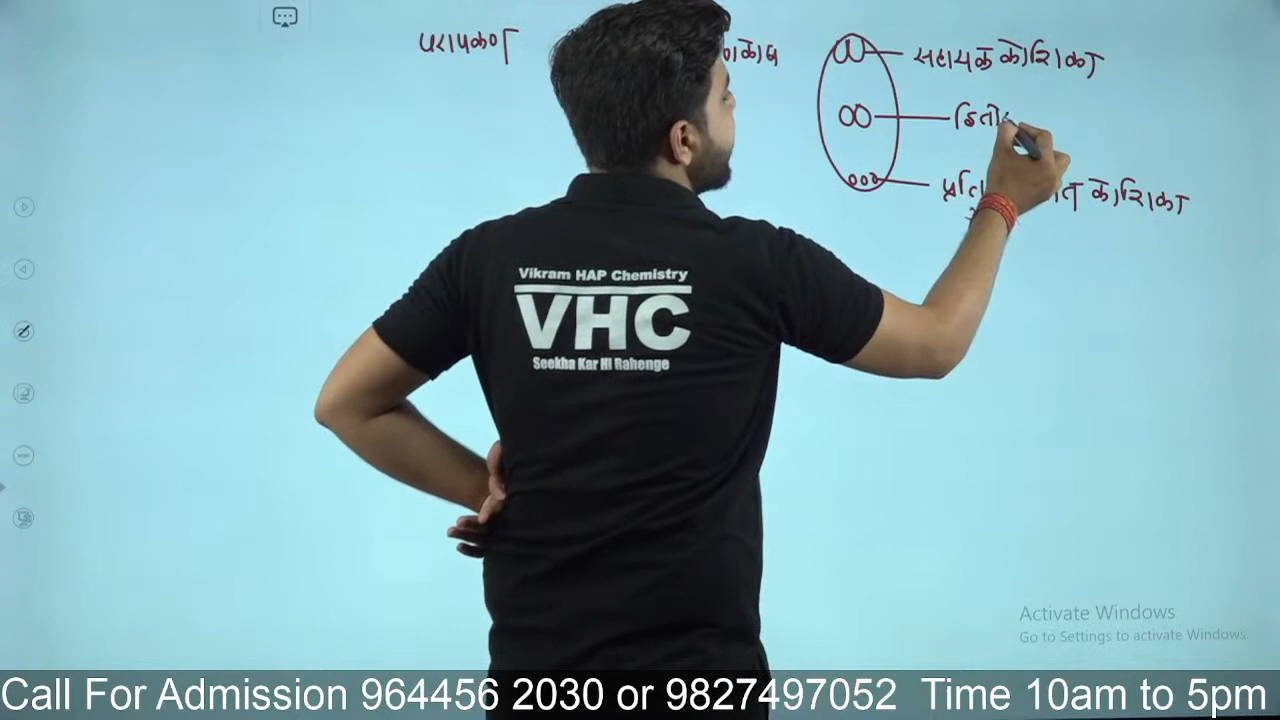 परागकण
सहायक कोशिका
कोशिका
Vikram HAP Chemistry
VHC
Seekha Kar Hi Rahenge
Activate Windows
Go to Settings to activate Windows.
Call For Admission 964456 2030 or 9827497052 Time 10am to 5pm